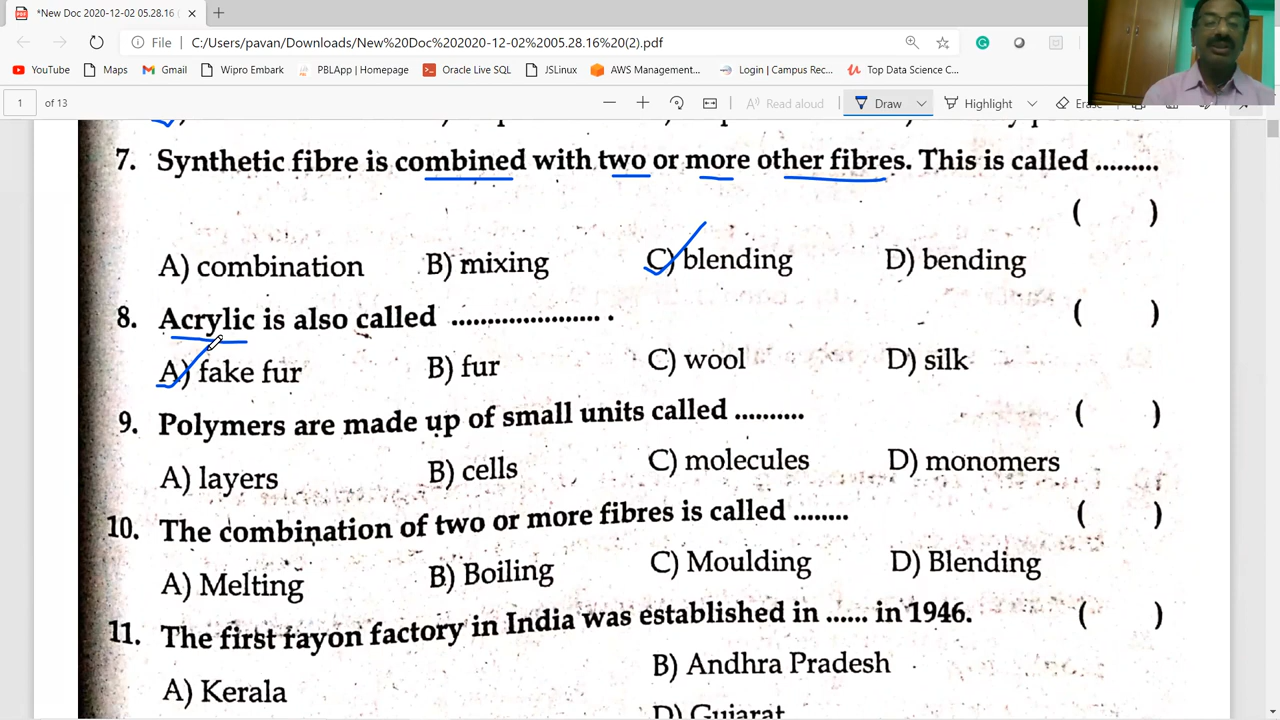 *New Doc 2020-12-02 05.28.16 (
File
C:/Users/pavan/Downloads/New%20Doc%202020-12-02%2005.28.16%20(2).pdf
YouTube Maps Gmail Wipro Embark PBLApp | Homepage Oracle Live SQL JSLinux AWS Management... Login | Campus Rec... Top Data Science C...
1 of 13 Read aloud Draw Highlight Erase
7. Synthetic fibre is combined with two or more other fibres. This is called .........
( )
A) combination B) mixing C) blending D) bending
8. Acrylic is also called ..................... . ( )
A) fake fur B) fur C) wool D) silk
9. Polymers are made up of small units called .......... ( )
A) layers B) cells C) molecules D) monomers
10. The combination of two or more fibres is called ........ ( )
A) Melting B) Boiling C) Moulding D) Blending
11. The first fayon factory in India was established in ...... in 1946. ( )
A) Kerala B) Andhra Pradesh
D) Gujarat